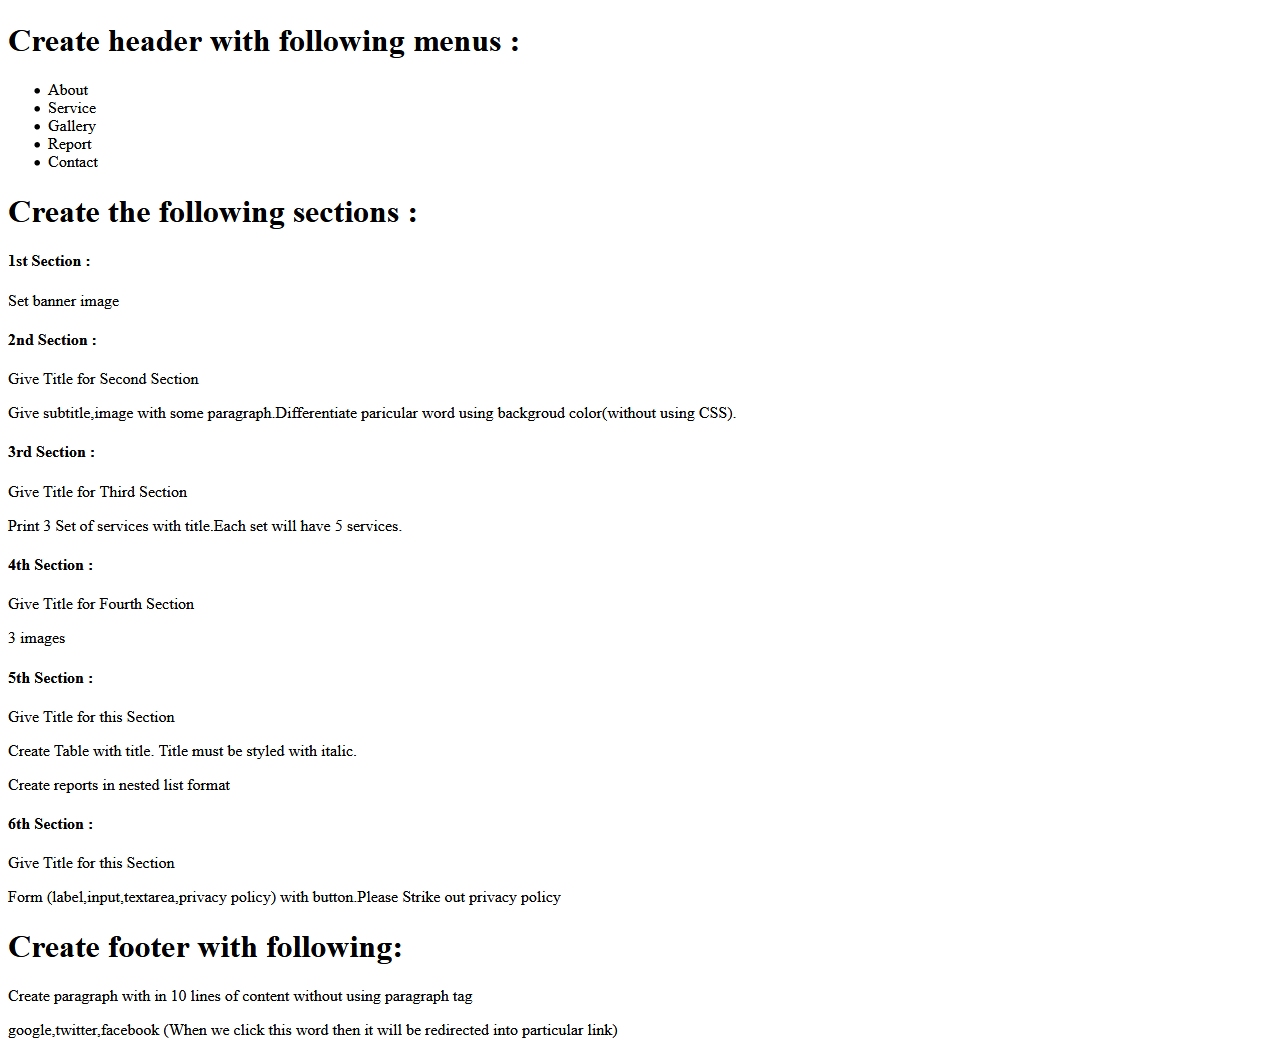 Create header with following menus :
• About
• Service
• Gallery
• Report
• Contact
Create the following sections :
1st Section :
Set banner image
2nd Section :
Give Title for Second Section
Give subtitle,image with some paragraph.Differentiate paricular word using backgroud color(without using CSS).
3rd Section :
Give Title for Third Section
Print 3 Set of services with title.Each set will have 5 services.
4th Section :
Give Title for Fourth Section
3 images
5th Section :
Give Title for this Section
Create Table with title. Title must be styled with italic.
Create reports in nested list format
6th Section :
Give Title for this Section
Form (label,input,textarea,privacy policy) with button.Please Strike out privacy policy
Create footer with following:
Create paragraph with in 10 lines of content without using paragraph tag
google,twitter,facebook (When we click this word then it will be redirected into particular link)